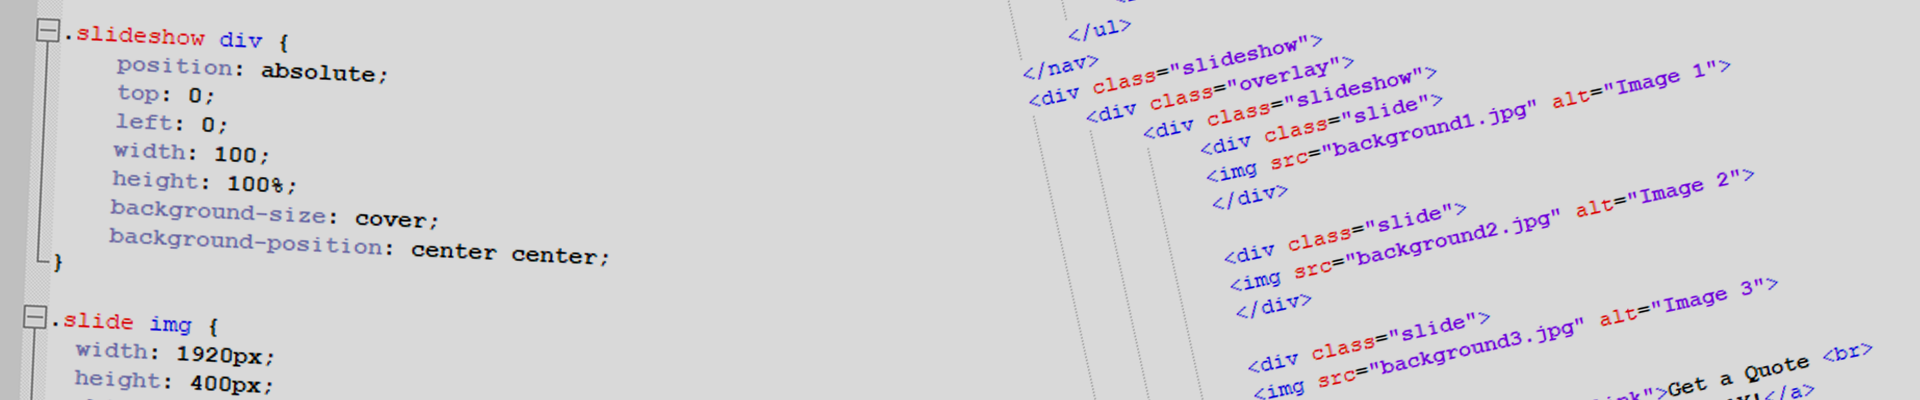 .slideshow div {
position: absolute;
top: 0;
left: 0;
width: 100;
height: 100%;
background-size: cover;
background-position: center center;
}
.slide img {
width: 1920px;
height: 400px;
</ul>
</nav>
<div class="slideshow">
<div class="overlay">
<div class="slideshow">
<div class="slide">
<img src="background1.jpg" alt="Image 1">
</div>
<div class="slide">
<img src="background2.jpg" alt="Image 2">
</div>
<div class="slide">
<img src="background3.jpg" alt="Image 3">
">Get a Quote <br>
</a>